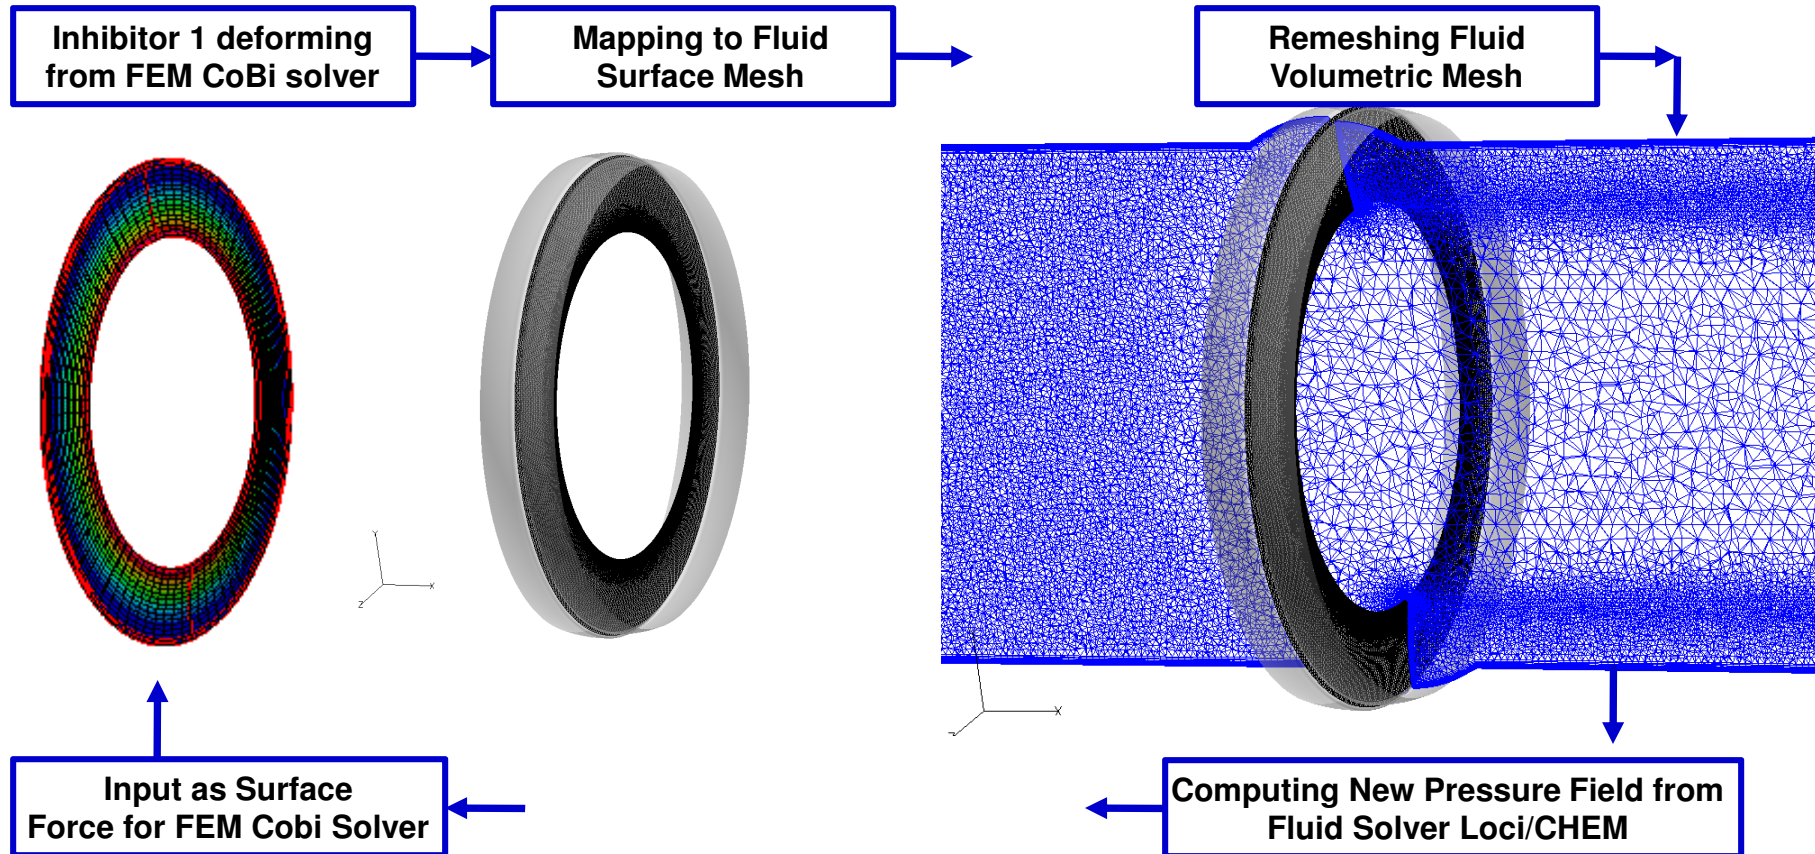 Inhibitor 1 deforming
from FEM CoBi solver
Mapping to Fluid
Surface Mesh
Remeshing Fluid
Volumetric Mesh
Y
X
Z
X
Input as Surface
Force for FEM Cobi Solver
Computing New Pressure Field from
Fluid Solver Loci/CHEM